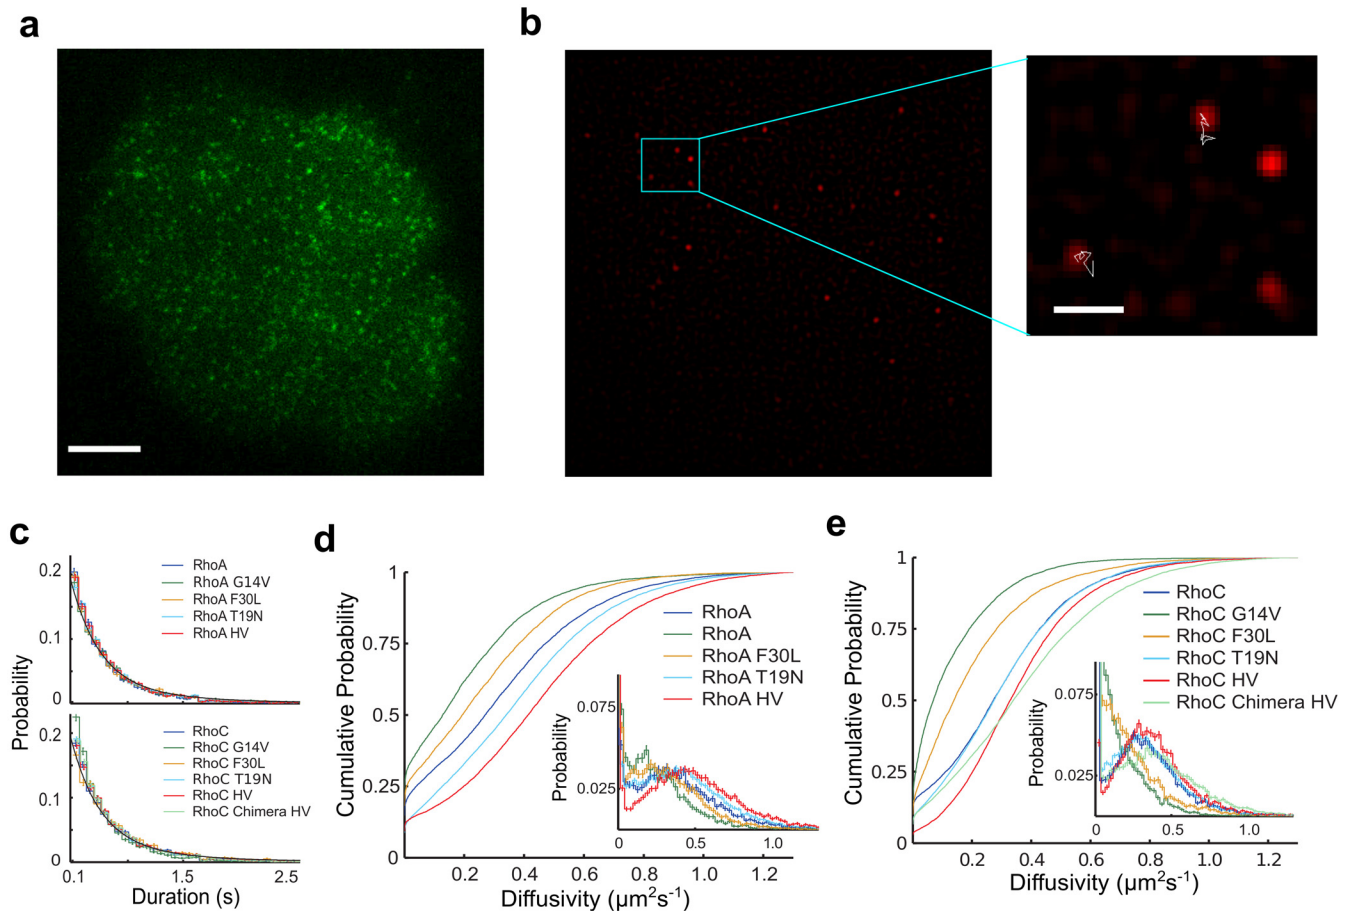 a
b
c
0.2
0.1
0
RhoA
RhoA G14V
RhoA F30L
RhoA T19N
RhoA HV
Probability
0.2
0.1
0
RhoC
RhoC G14V
RhoC F30L
RhoC T19N
RhoC HV
RhoC Chimera HV
0.1 1.5 2.5
Duration (s)
d
Cumulative Probability
1
0.75
0.5
0.25
0
RhoA
RhoA
RhoA F30L
RhoA T19N
RhoA HV
Probability
0.075
0.025
0 0.5 1.0
0.2 0.4 0.6 0.8 1.0 1.2
Diffusivity (μm²s⁻¹)
e
Cumulative Probability
1
0.75
0.5
0.25
0
RhoC
RhoC G14V
RhoC F30L
RhoC T19N
RhoC HV
RhoC Chimera HV
Probability
0.075
0.025
0 0.5 1.0
0.2 0.4 0.6 0.8 1.0 1.2
Diffusivity (μm²s⁻¹)